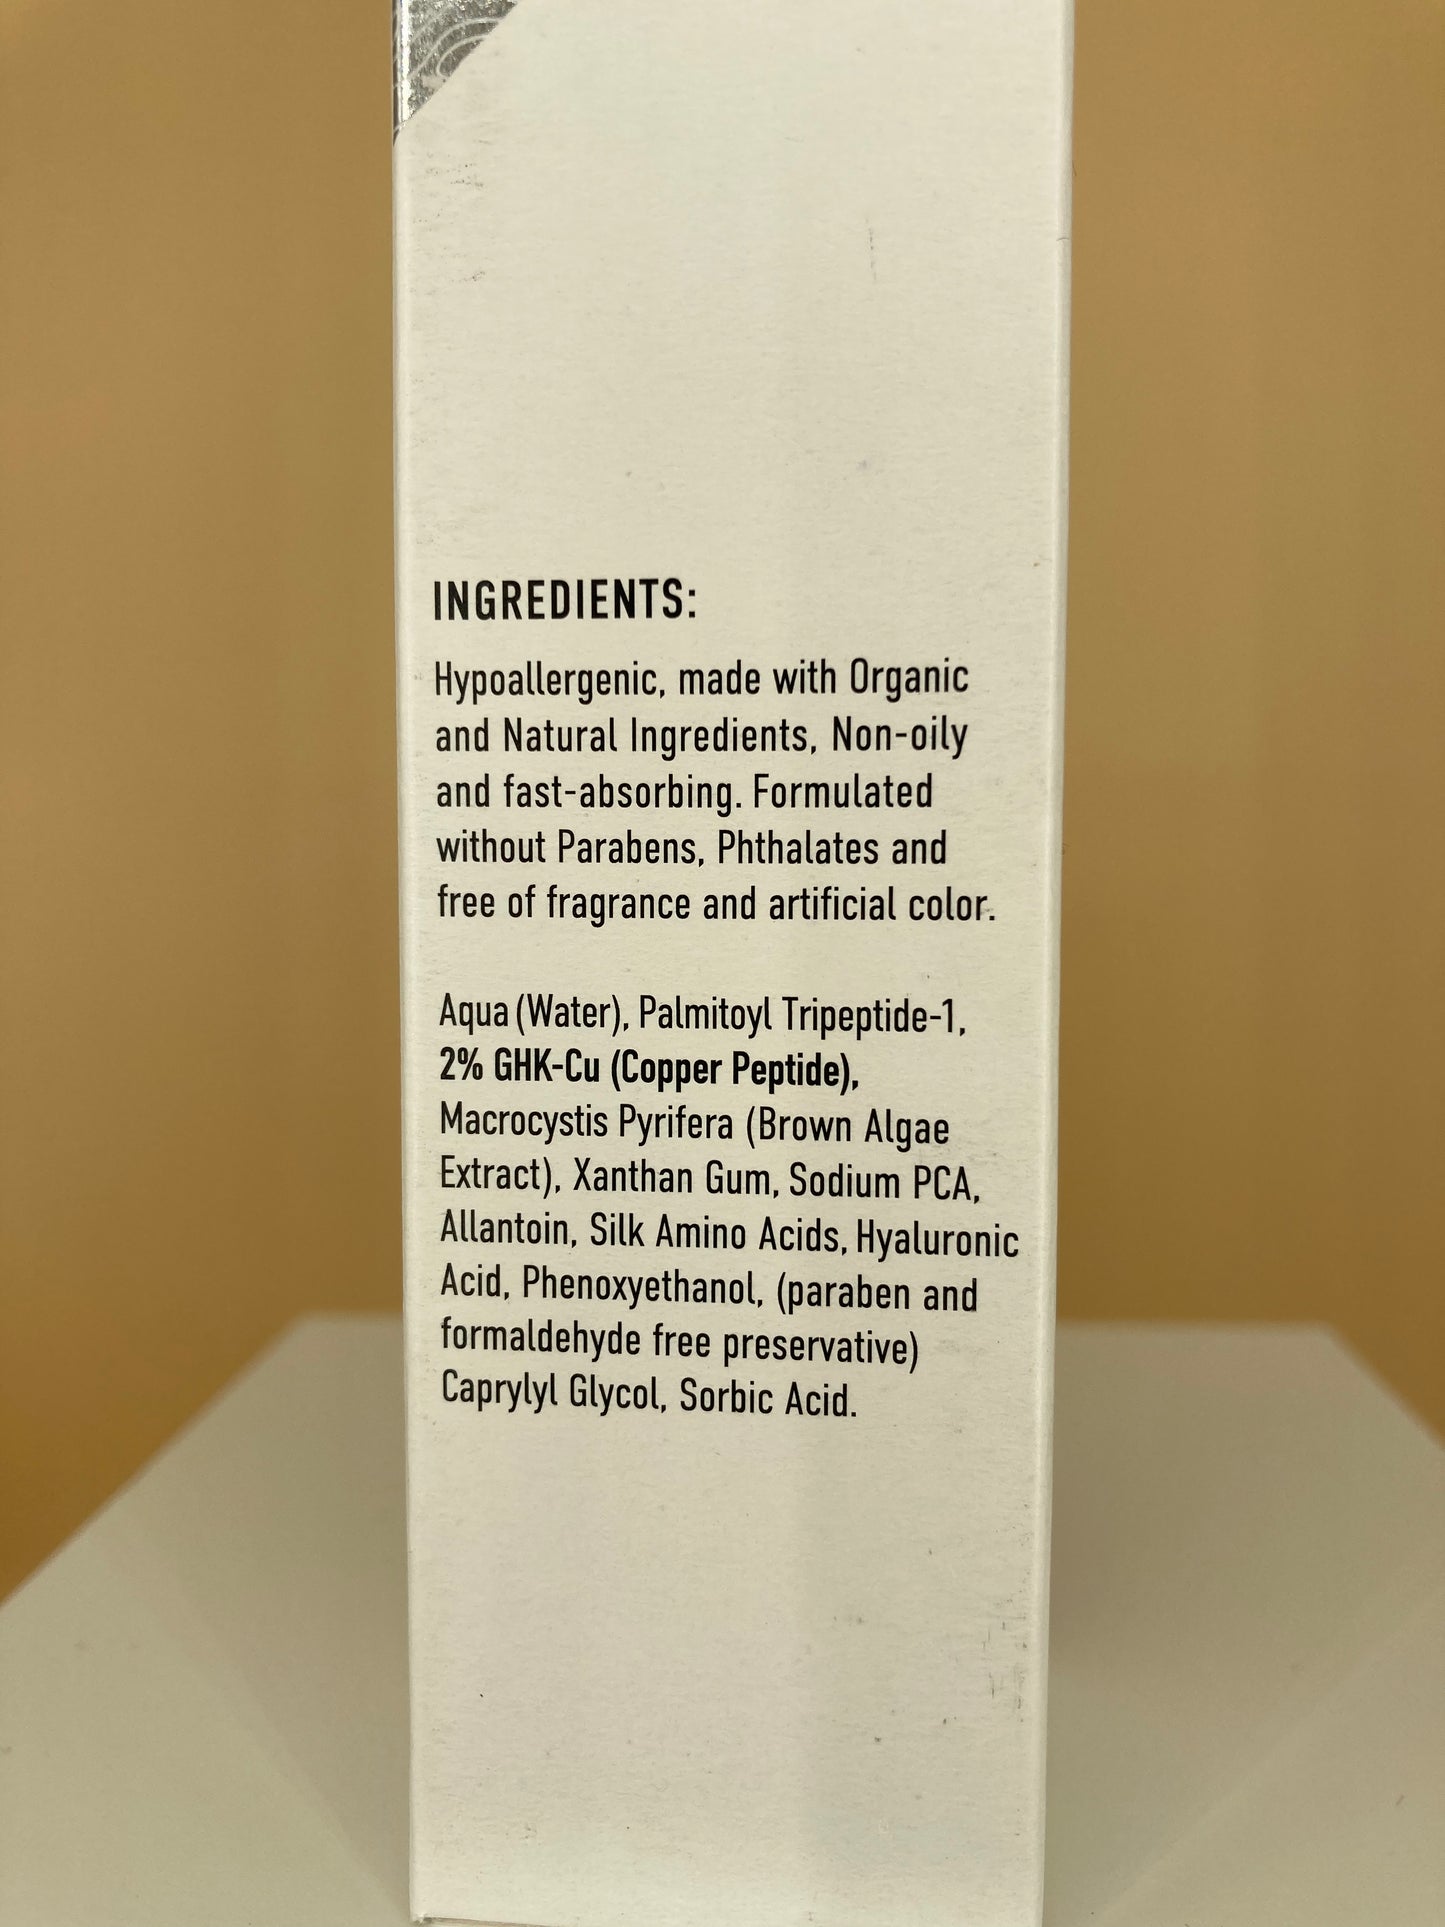 INGREDIENTS:
Hypoallergenic, made with Organic
and Natural Ingredients, Non-oily
and fast-absorbing. Formulated
without Parabens, Phthalates and
free of fragrance and artificial color.
Aqua (Water), Palmitoyl Tripeptide-1,
2% GHK-Cu (Copper Peptide),
Macrocystis Pyrifera (Brown Algae
Extract), Xanthan Gum, Sodium PCA,
Allantoin, Silk Amino Acids, Hyaluronic
Acid, Phenoxyethanol, (paraben and
formaldehyde free preservative)
Caprylyl Glycol, Sorbic Acid.